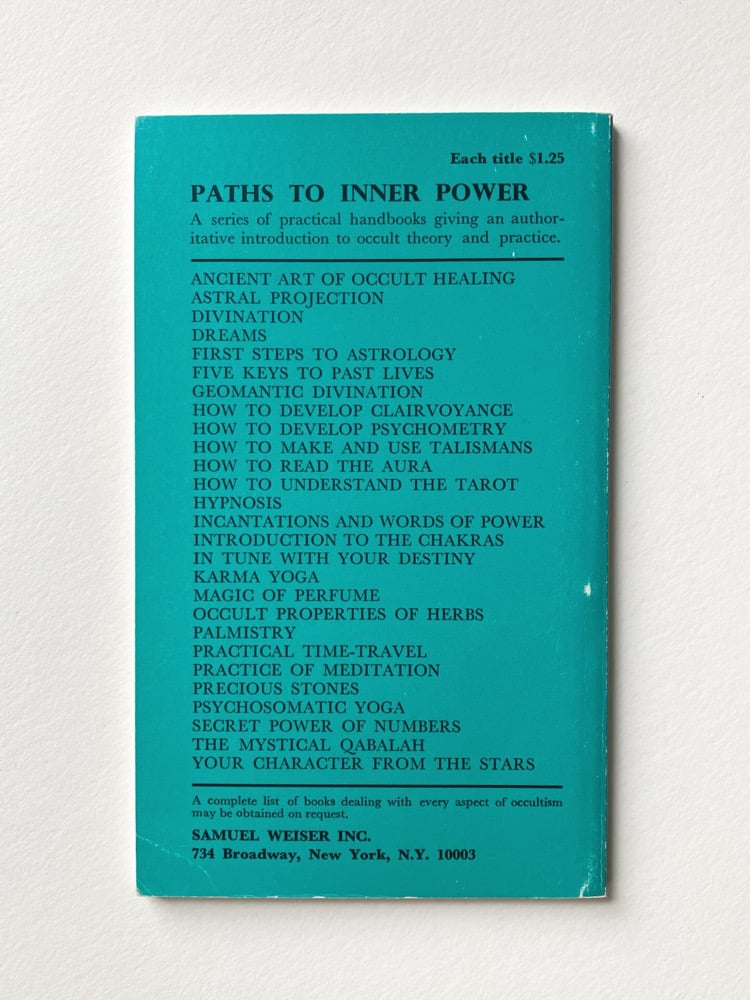 Each title $1.25
PATHS TO INNER POWER
A series of practical handbooks giving an author-
itative introduction to occult theory and practice.
ANCIENT ART OF OCCULT HEALING
ASTRAL PROJECTION
DIVINATION
DREAMS
FIRST STEPS TO ASTROLOGY
FIVE KEYS TO PAST LIVES
GEOMANTIC DIVINATION
HOW TO DEVELOP CLAIRVOYANCE
HOW TO DEVELOP PSYCHOMETRY
HOW TO MAKE AND USE TALISMANS
HOW TO READ THE AURA
HOW TO UNDERSTAND THE TAROT
HYPNOSIS
INCANTATIONS AND WORDS OF POWER
INTRODUCTION TO THE CHAKRAS
IN TUNE WITH YOUR DESTINY
KARMA YOGA
MAGIC OF PERFUME
OCCULT PROPERTIES OF HERBS
PALMISTRY
PRACTICAL TIME-TRAVEL
PRACTICE OF MEDITATION
PRECIOUS STONES
PSYCHOSOMATIC YOGA
SECRET POWER OF NUMBERS
THE MYSTICAL QABALAH
YOUR CHARACTER FROM THE STARS
A complete list of books dealing with every aspect of occultism
may be obtained on request.
SAMUEL WEISER INC.
734 Broadway, New York, N.Y. 10003